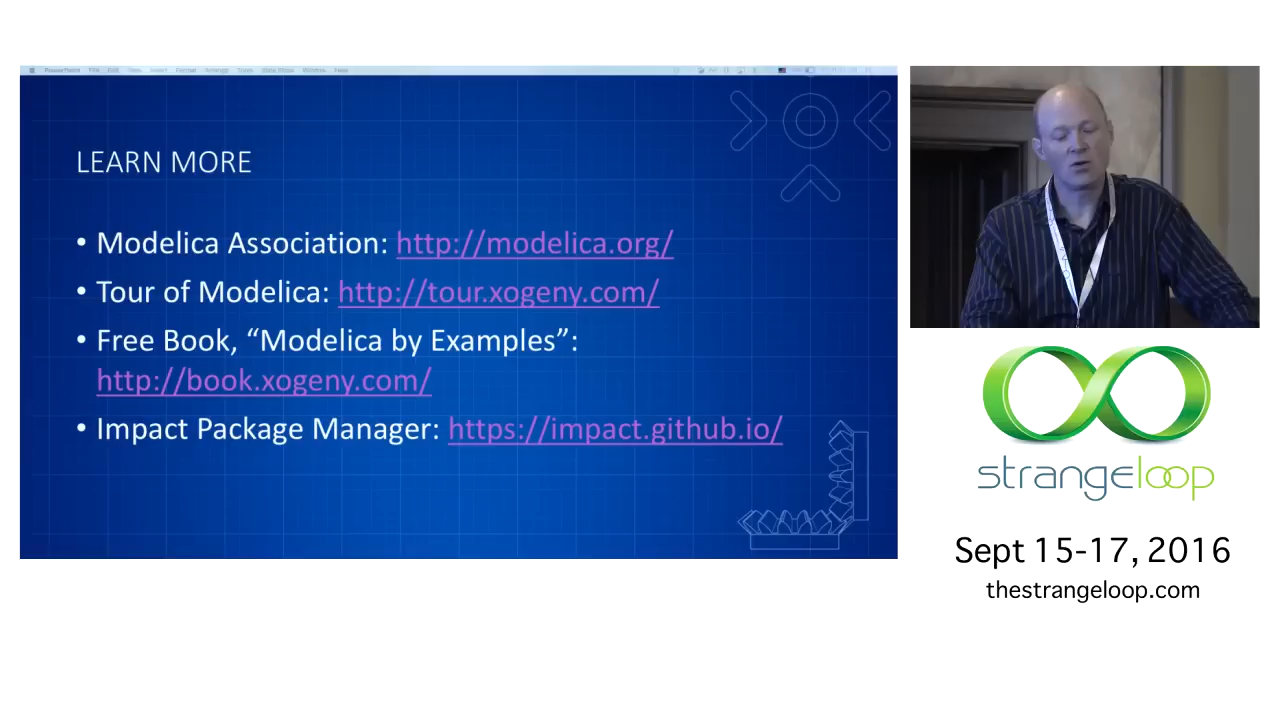 LEARN MORE
• Modelica Association: http://modelica.org/
• Tour of Modelica: http://tour.xogeny.com/
• Free Book, “Modelica by Examples”:
http://book.xogeny.com/
• Impact Package Manager: https://impact.github.io/
strangeloop
Sept 15-17, 2016
thestrangeloop.com